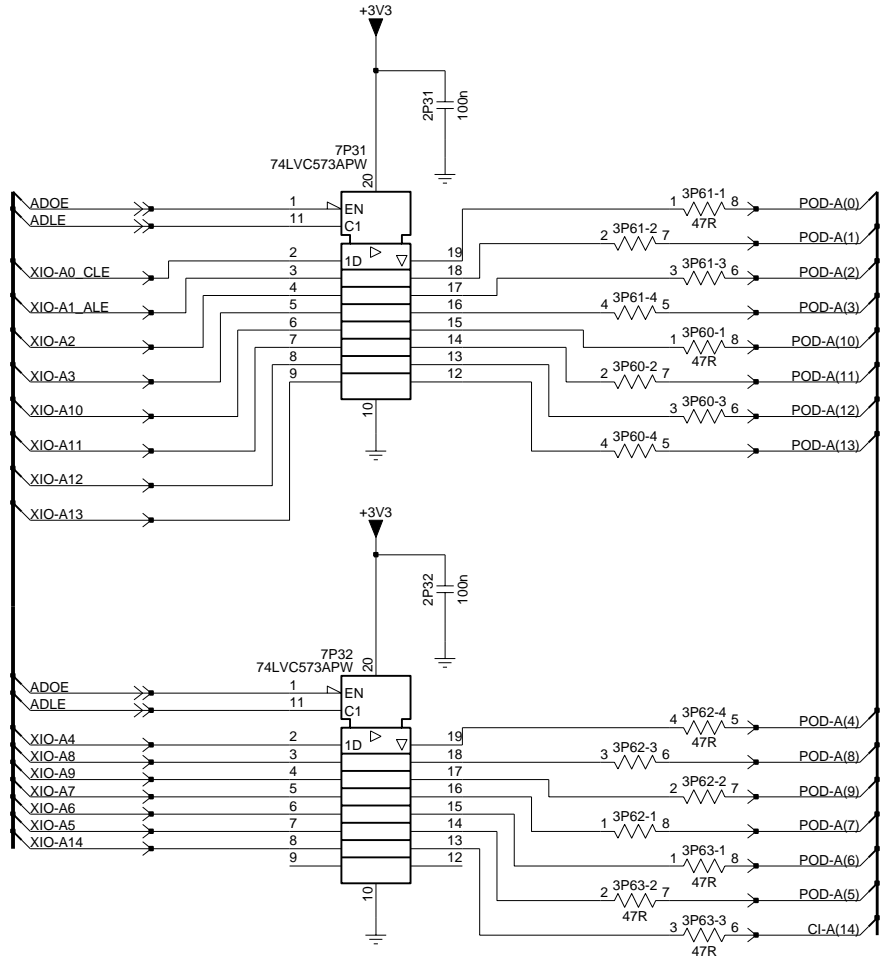 +3V3
2P31
100n
7P31
74LVC573APW
20
ADOE 1 EN 1 3P61-1 8 POD-A(0)
ADLE 11 C1 47R
2 3P61-2 7 POD-A(1)
2 1D 19
XIO-A0_CLE 3 18 3 3P61-3 6 POD-A(2)
4 17
XIO-A1_ALE 5 16 4 3P61-4 5 POD-A(3)
6 15
XIO-A2 7 14 1 3P60-1 8 POD-A(10)
47R
8 13
XIO-A3 9 12 2 3P60-2 7 POD-A(11)
XIO-A10 10 3 3P60-3 6 POD-A(12)
XIO-A11 4 3P60-4 5 POD-A(13)
XIO-A12
XIO-A13
+3V3
2P32
100n
7P32
74LVC573APW
20
ADOE 1 EN
ADLE 11 C1
4 3P62-4 5 POD-A(4)
47R
XIO-A4 2 1D 19
XIO-A8 3 18 3 3P62-3 6 POD-A(8)
XIO-A9 4 17
XIO-A7 5 16 2 3P62-2 7 POD-A(9)
XIO-A6 6 15
XIO-A5 7 14 1 3P62-1 8 POD-A(7)
XIO-A14 8 13
9 12 1 3P63-1 8 POD-A(6)
47R
10
2 3P63-2 7 POD-A(5)
47R
3 3P63-3 6 CI-A(14)
47R